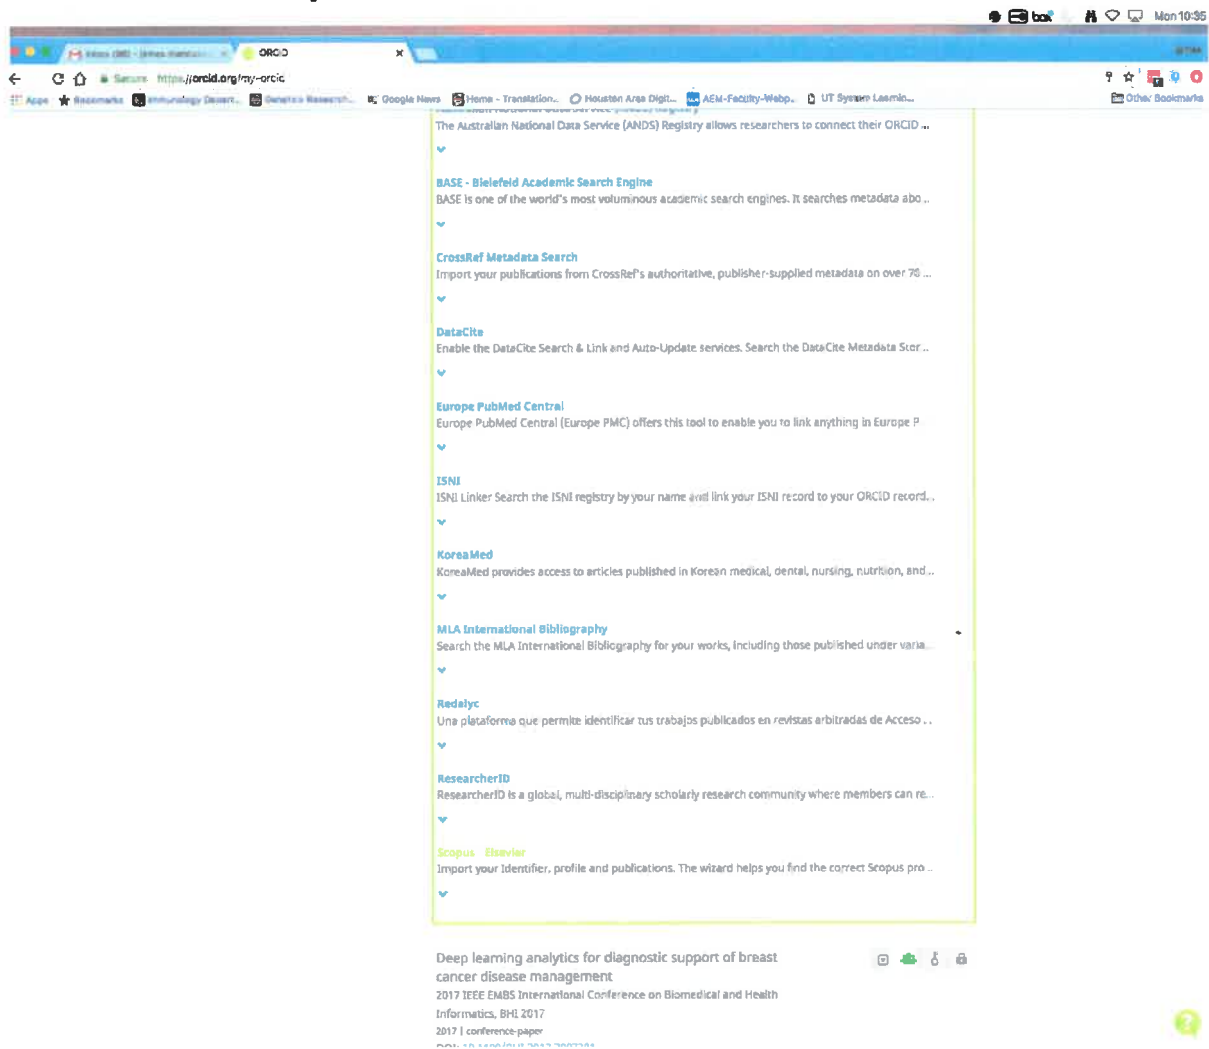 box Mon 10:35
ORCID x
Secure https://orcid.org/my-orcid
Apps Bookmarks Immunology Desert... Genetics Research... Google News Home - Translation... Houston Area Digit... AEM-Faculty-Webp... UT System Learnin... Other Bookmarks
The Australian National Data Service (ANDS) Registry allows researchers to connect their ORCID ...
BASE - Bielefeld Academic Search Engine
BASE is one of the world's most voluminous academic search engines. It searches metadata abo ...
CrossRef Metadata Search
Import your publications from CrossRef's authoritative, publisher-supplied metadata on over 70 ...
DataCite
Enable the DataCite Search & Link and Auto-Update services. Search the DataCite Metadata Stor...
Europe PubMed Central
Europe PubMed Central (Europe PMC) offers this tool to enable you to link anything in Europe P
ISNI
ISNI Linker Search the ISNI registry by your name and link your ISNI record to your ORCID record...
KoreaMed
KoreaMed provides access to articles published in Korean medical, dental, nursing, nutrition, and...
MLA International Bibliography
Search the MLA International Bibliography for your works, including those published under varia...
Redalyc
Una plataforma que permite identificar tus trabajos publicados en revistas arbitradas de Acceso ...
ResearcherID
ResearcherID is a global, multi-disciplinary scholarly research community where members can re...
Scopus Elsevier
Import your Identifier, profile and publications. The wizard helps you find the correct Scopus pro ...
Deep learning analytics for diagnostic support of breast
cancer disease management
2017 IEEE EMBS International Conference on Biomedical and Health
Informatics, BHI 2017
2017 | conference-paper